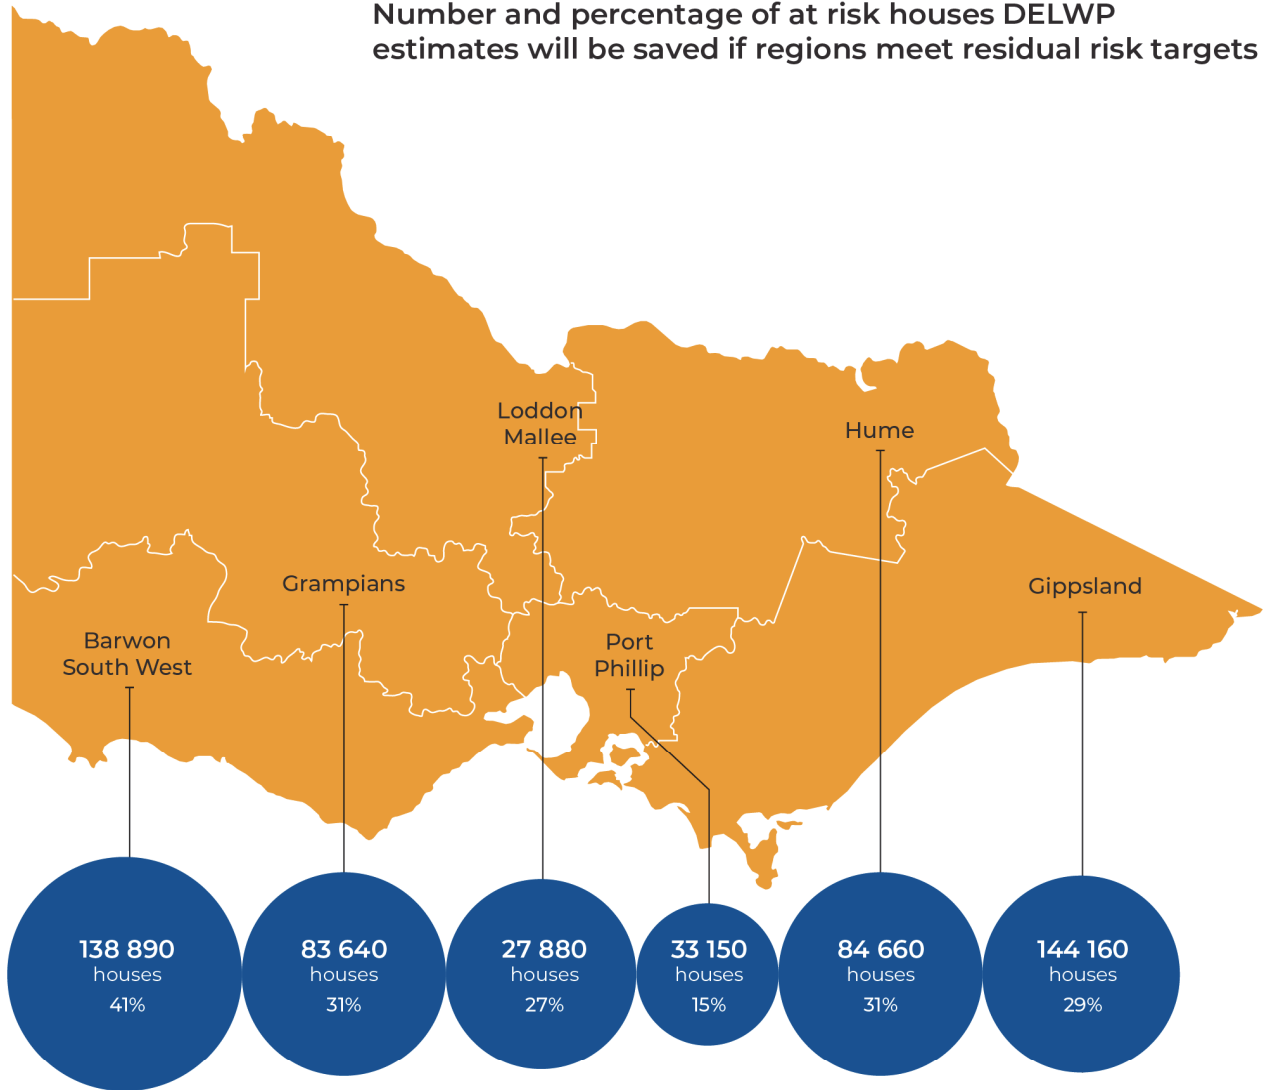 Number and percentage of at risk houses DELWP
estimates will be saved if regions meet residual risk targets
Loddon
Mallee
Hume
Grampians
Gippsland
Barwon
South West
Port
Phillip
138 890
houses
41%
83 640
houses
31%
27 880
houses
27%
33 150
houses
15%
84 660
houses
31%
144 160
houses
29%